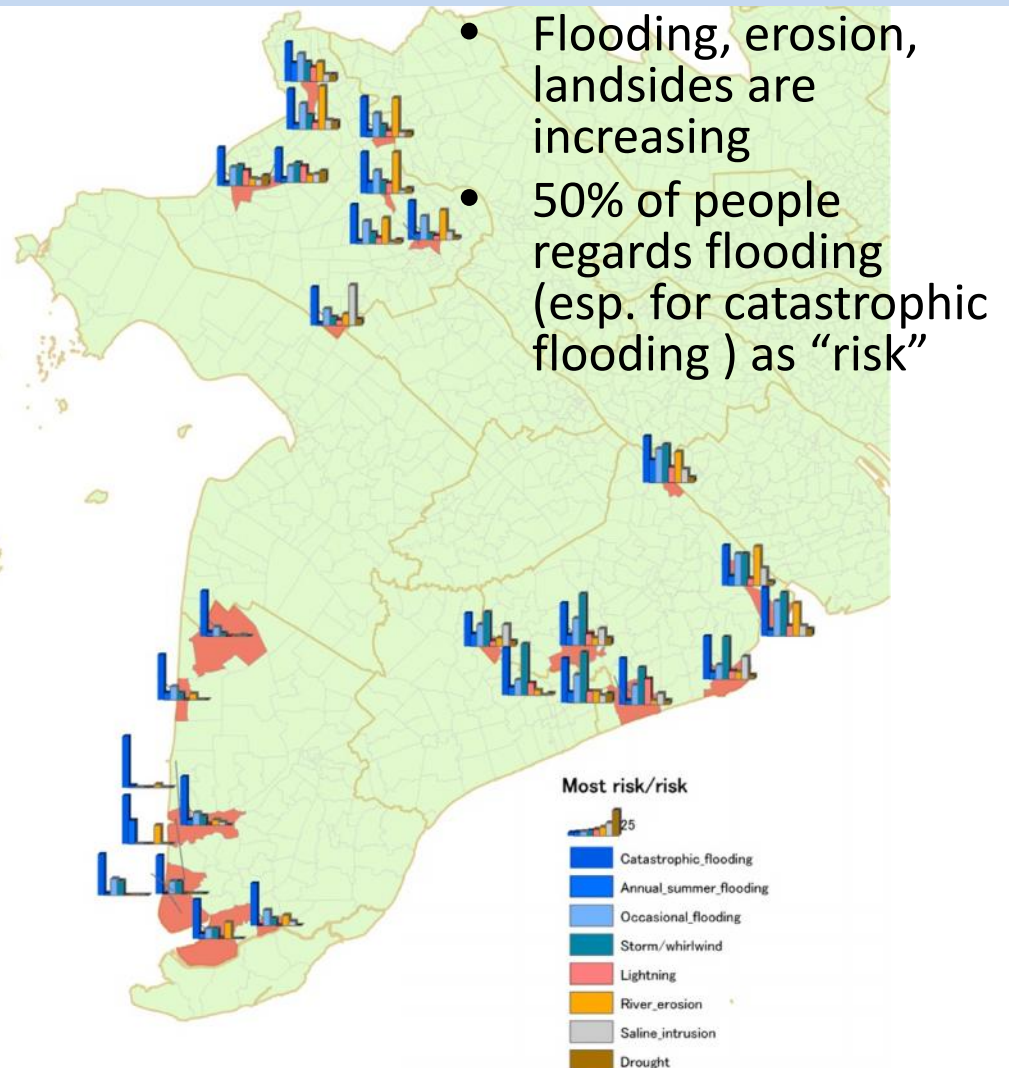 • Flooding, erosion,
landsides are
increasing
• 50% of people
regards flooding
(esp. for catastrophic
flooding ) as “risk”
Most risk/risk
25
Catastrophic_flooding
Annual_summer_flooding
Occasional_flooding
Storm/whirlwind
Lightning
River_erosion
Saline_intrusion
Drought